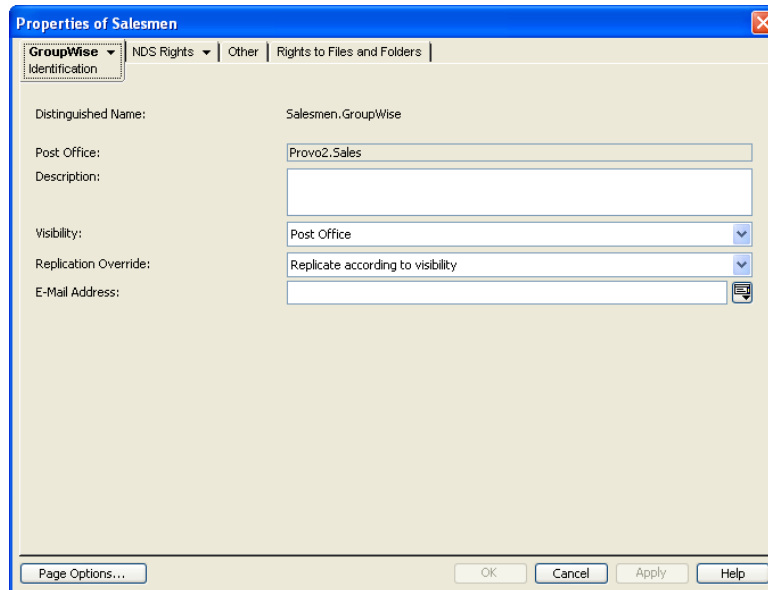 Properties of Salesmen
GroupWise NDS Rights Other Rights to Files and Folders
Identification
Distinguished Name: Salesmen.GroupWise
Post Office: Provo2.Sales
Description:
Visibility: Post Office
Replication Override: Replicate according to visibility
E-Mail Address:
Page Options... OK Cancel Apply Help